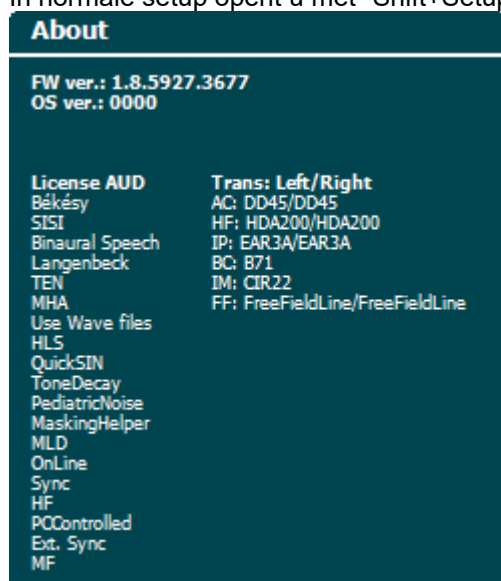 In normale setup opent u met "Shift+Setup
About
FW ver.: 1.8.5927.3677
OS ver.: 0000
License AUD
Békésy
SISI
Binaural Speech
Langenbeck
TEN
MHA
Use Wave files
HLS
QuickSIN
ToneDecay
PediatricNoise
MaskingHelper
MLD
OnLine
Sync
HF
PCControlled
Ext. Sync
MF
Trans: Left/Right
AC: DD45/DD45
HF: HDA200/HDA200
IP: EAR3A/EAR3A
BC: B71
IM: CIR22
FF: FreeFieldLine/FreeFieldLine